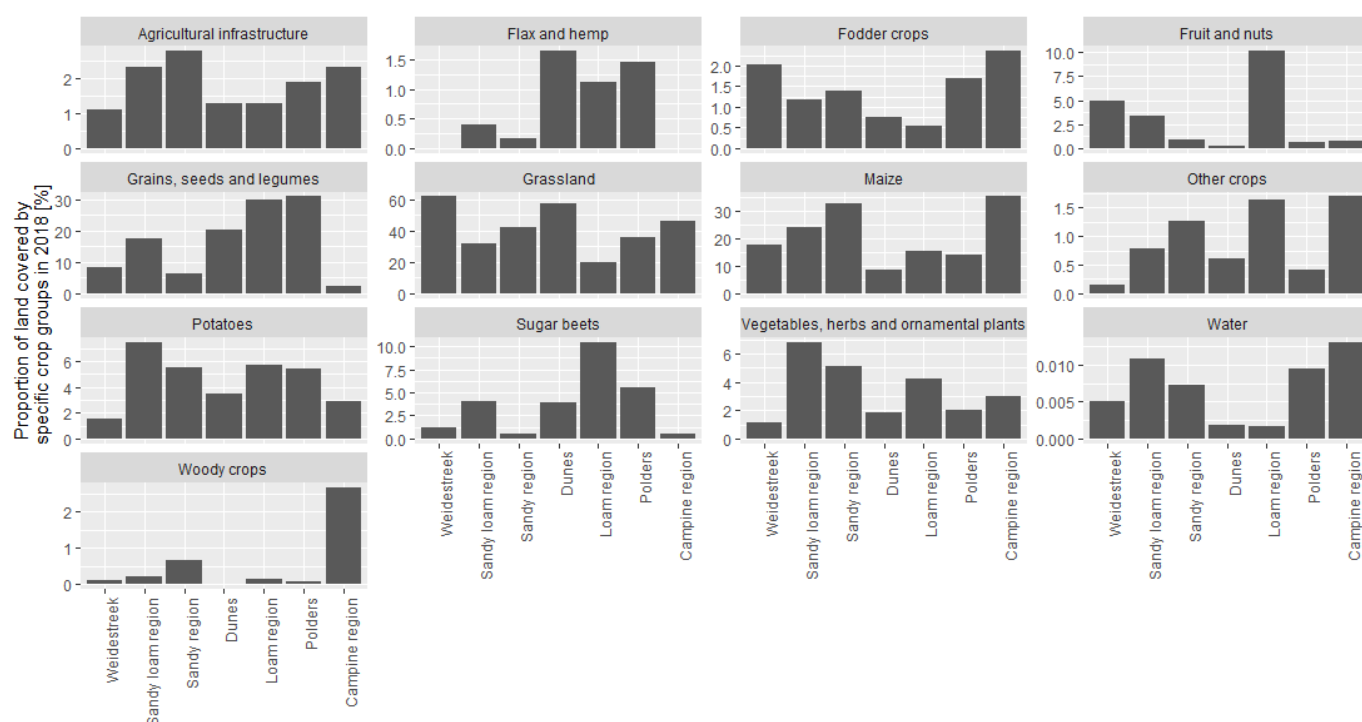 Proportion of land covered by
specific crop groups in 2018 [%]
Agricultural infrastructure
2
1
0
Flax and hemp
1.5
1.0
0.5
0.0
Fodder crops
2.0
1.5
1.0
0.5
0.0
Fruit and nuts
10.0
7.5
5.0
2.5
0.0
Grains, seeds and legumes
30
20
10
0
Grassland
60
40
20
0
Maize
30
20
10
0
Other crops
1.5
1.0
0.5
0.0
Potatoes
6
4
2
0
Sugar beets
10.0
7.5
5.0
2.5
0.0
Weidestreek
Sandy loam region
Sandy region
Dunes
Loam region
Polders
Campine region
Vegetables, herbs and ornamental plants
6
4
2
0
Weidestreek
Sandy loam region
Sandy region
Dunes
Loam region
Polders
Campine region
Water
0.010
0.005
0.000
Weidestreek
Sandy loam region
Sandy region
Dunes
Loam region
Polders
Campine region
Woody crops
2
1
0
Weidestreek
Sandy loam region
Sandy region
Dunes
Loam region
Polders
Campine region